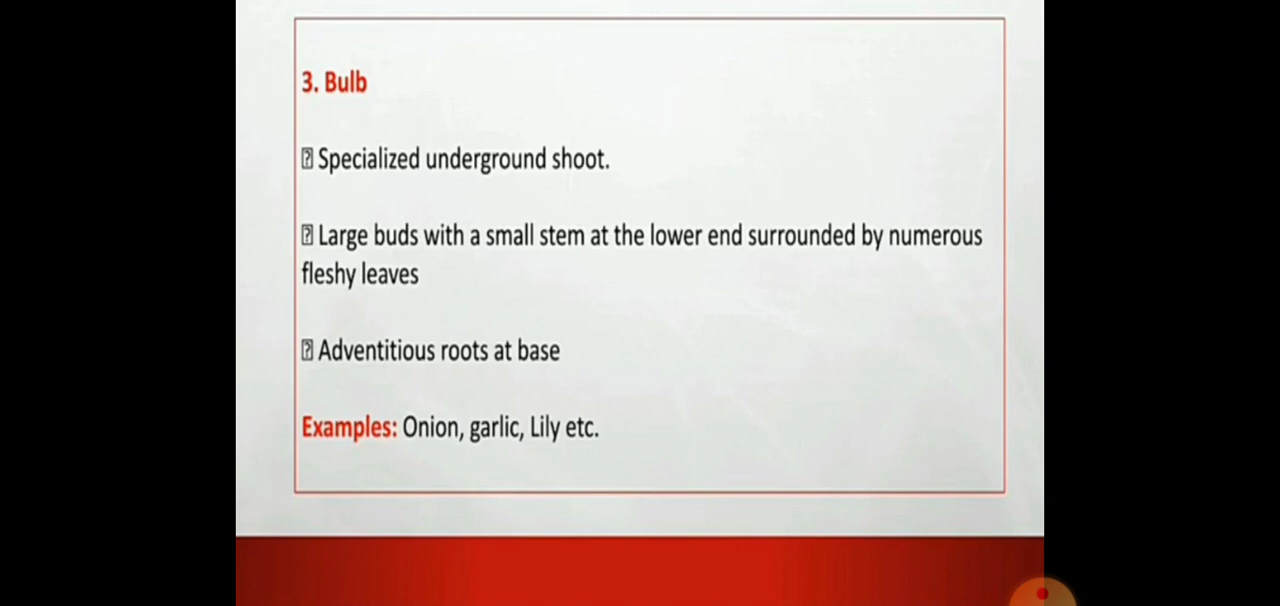 3. Bulb
⍰ Specialized underground shoot.
⍰ Large buds with a small stem at the lower end surrounded by numerous
fleshy leaves
⍰ Adventitious roots at base
Examples: Onion, garlic, Lily etc.